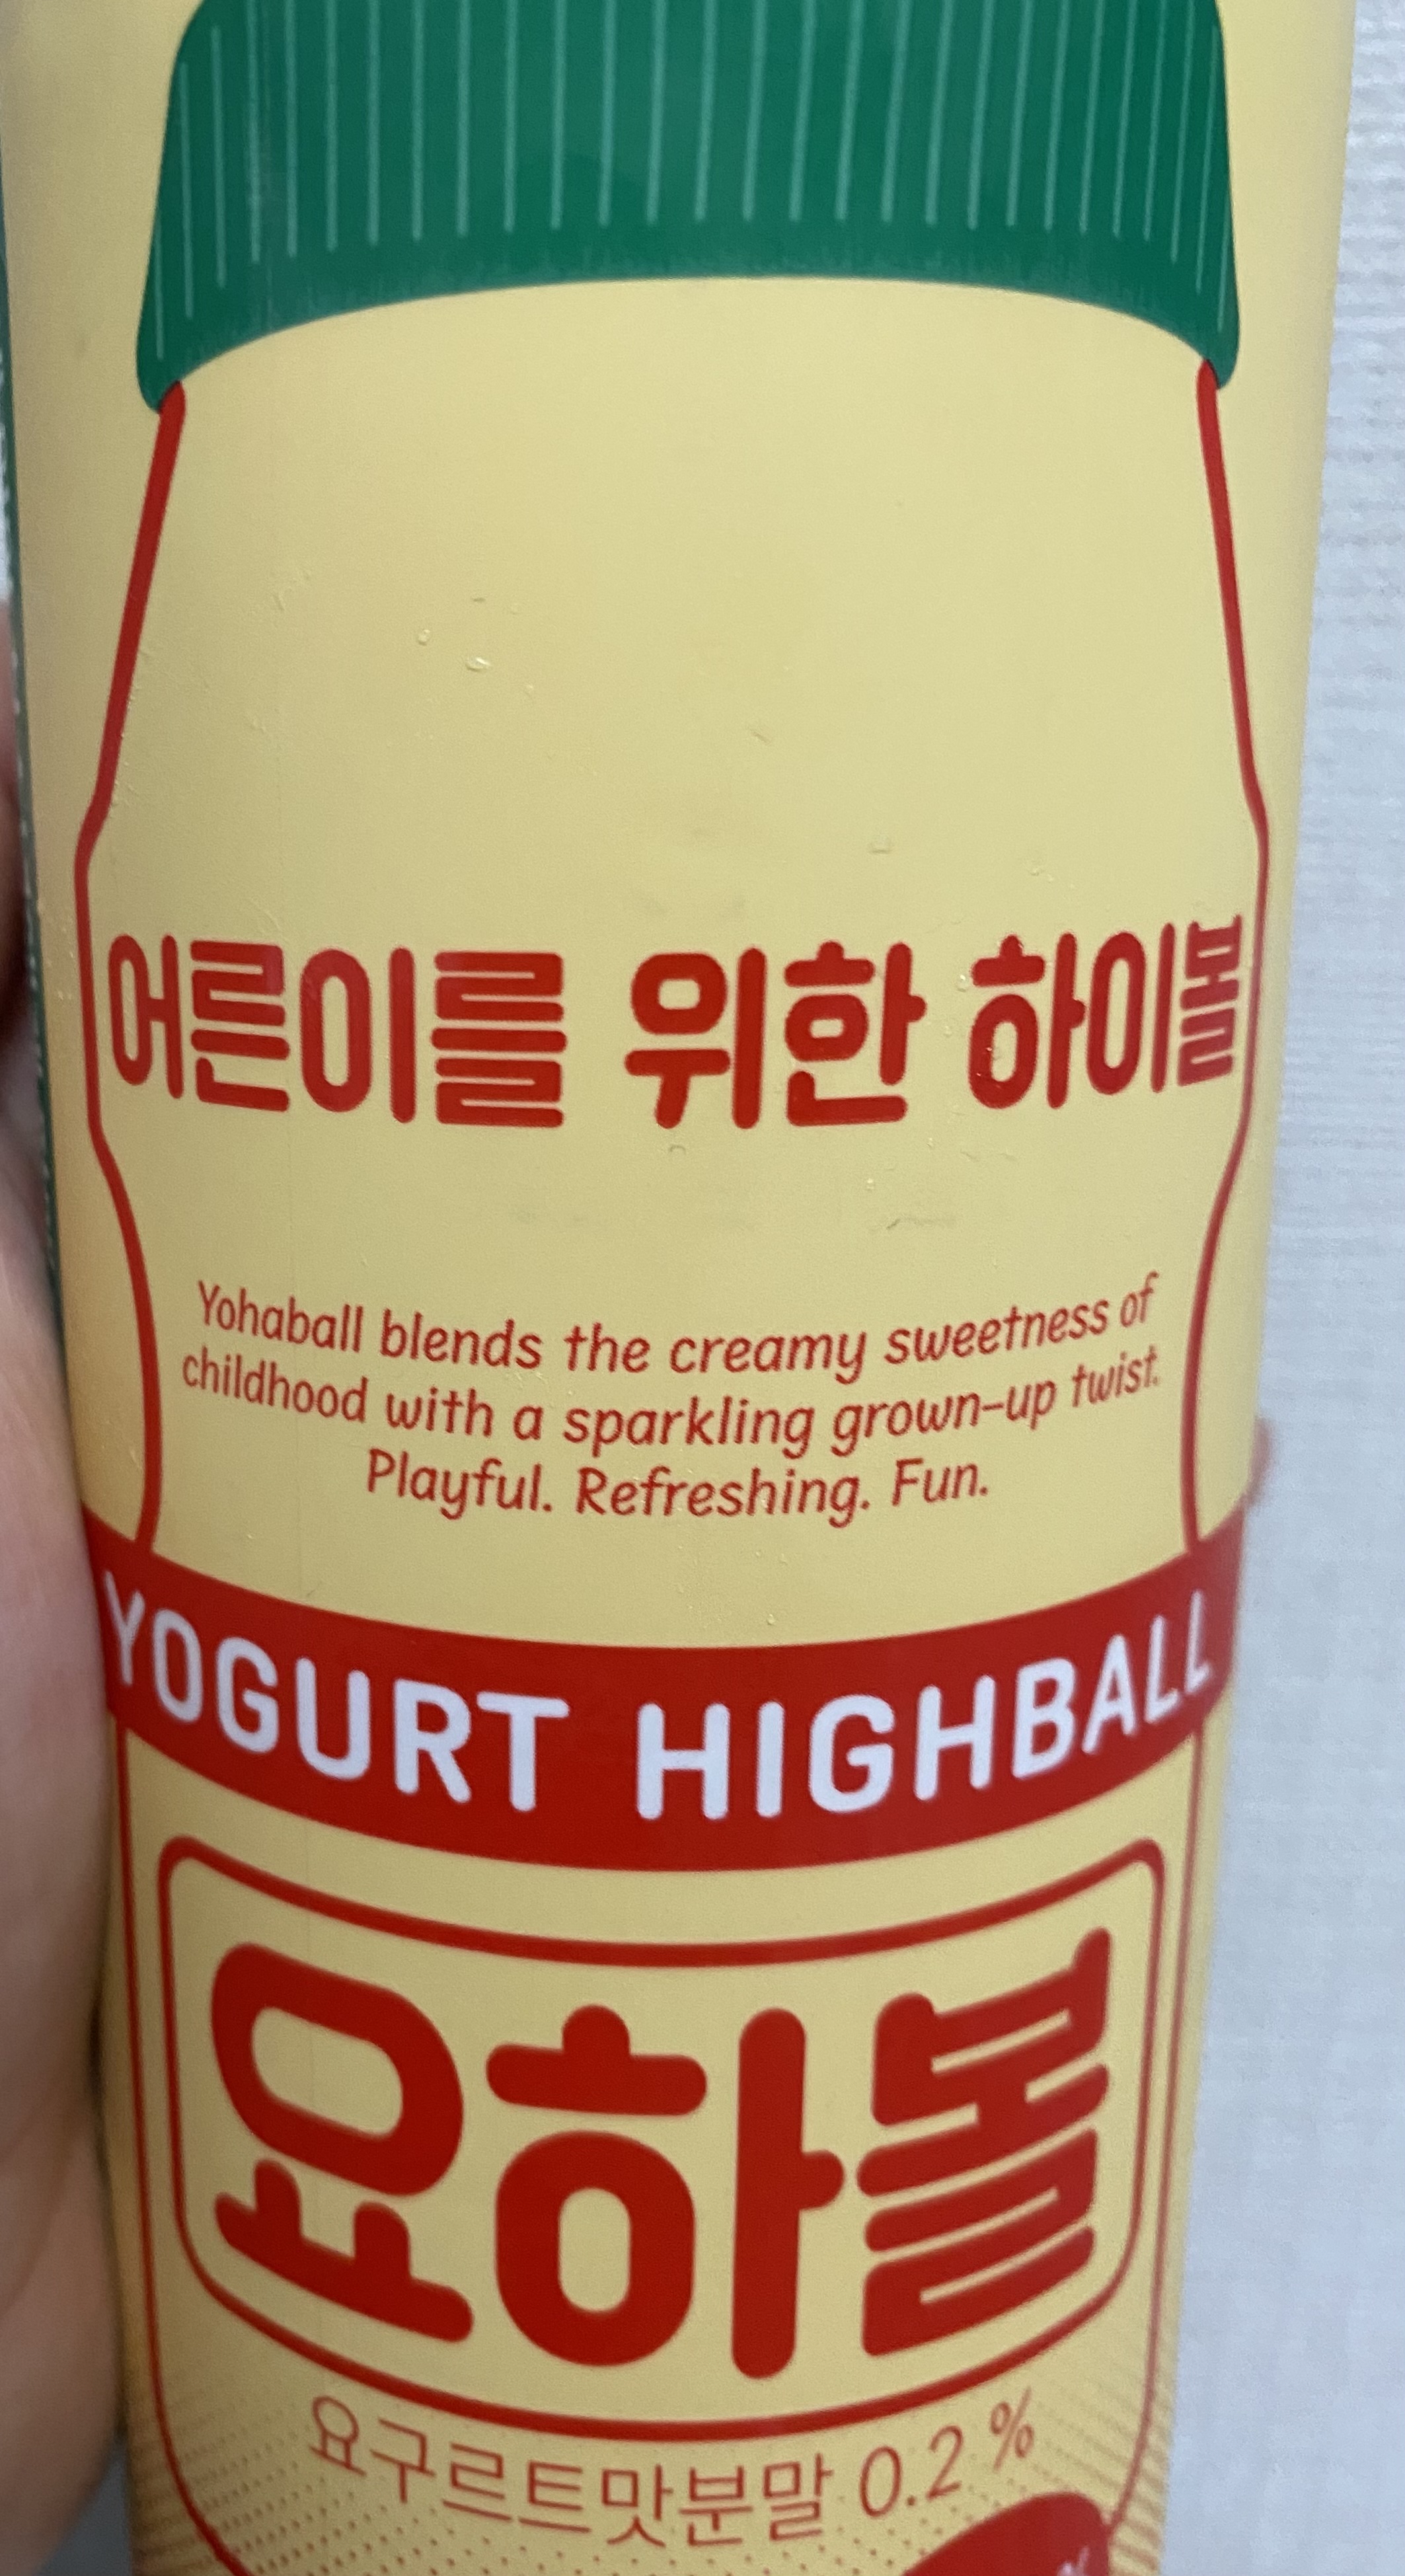 어른이를 위한 하이볼
Yohaball blends the creamy sweetness of
childhood with a sparkling grown-up twist.
Playful. Refreshing. Fun.
YOGURT HIGHBALL
요하볼
요구르트맛분말 0.2 %